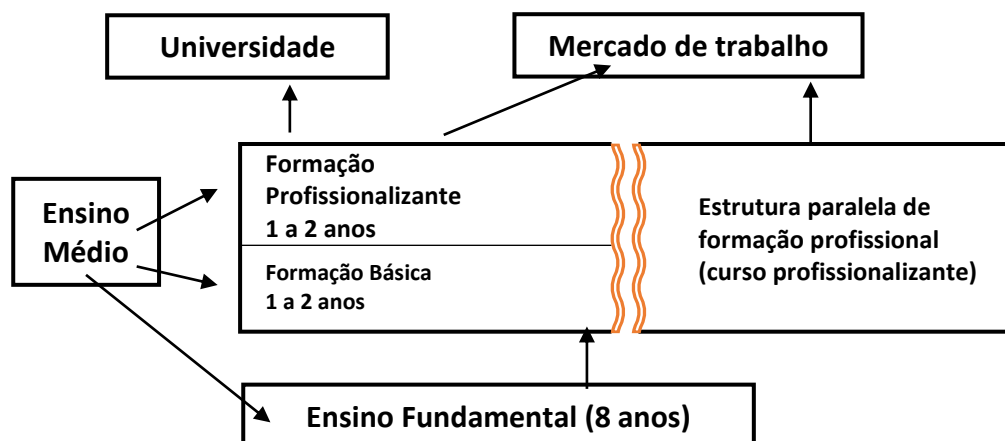 Universidade
Mercado de trabalho
Ensino
Médio
Formação
Profissionalizante
1 a 2 anos
Formação Básica
1 a 2 anos
Estrutura paralela de
formação profissional
(curso profissionalizante)
Ensino Fundamental (8 anos)